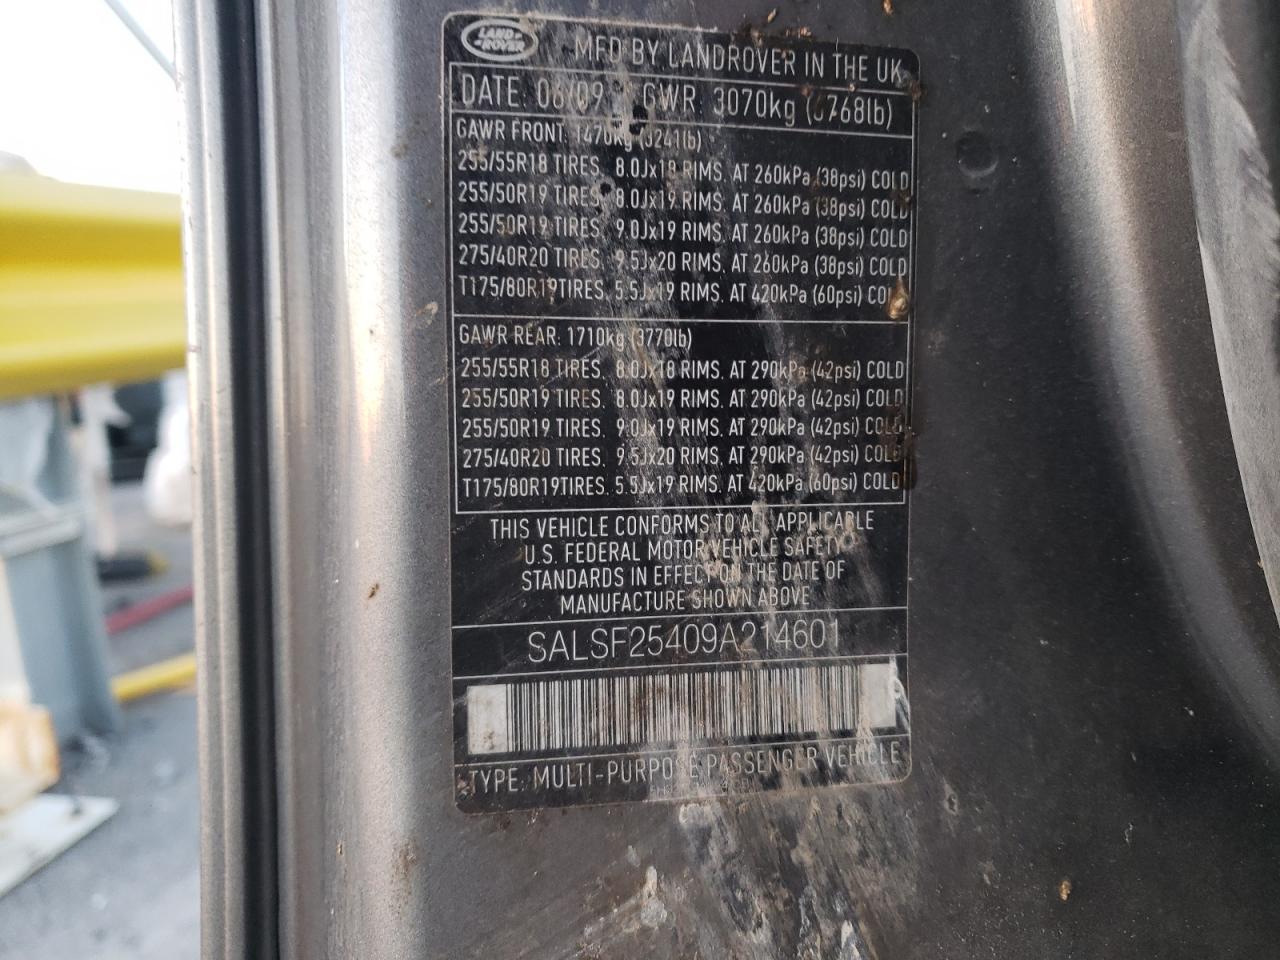 LAND ROVER
MFD BY LANDROVER IN THE UK
DATE: 06/09 GWR: 3070kg (6768lb)
GAWR FRONT: 1470kg (3241lb)
255/55R18 TIRES. 8.0Jx18 RIMS. AT 260kPa (38psi) COLD
255/50R19 TIRES. 8.0Jx19 RIMS. AT 260kPa (38psi) COLD
255/50R19 TIRES. 9.0Jx19 RIMS. AT 260kPa (38psi) COLD
275/40R20 TIRES. 9.5Jx20 RIMS. AT 260kPa (38psi) COLD
T175/80R19TIRES. 5.5Jx19 RIMS. AT 420kPa (60psi) COLD
GAWR REAR: 1710kg (3770lb)
255/55R18 TIRES. 8.0Jx18 RIMS. AT 290kPa (42psi) COLD
255/50R19 TIRES. 8.0Jx19 RIMS. AT 290kPa (42psi) COLD
255/50R19 TIRES. 9.0Jx19 RIMS. AT 290kPa (42psi) COLD
275/40R20 TIRES. 9.5Jx20 RIMS. AT 290kPa (42psi) COLD
T175/80R19TIRES. 5.5Jx19 RIMS. AT 420kPa (60psi) COLD
THIS VEHICLE CONFORMS TO ALL APPLICABLE
U.S. FEDERAL MOTOR VEHICLE SAFETY
STANDARDS IN EFFECT ON THE DATE OF
MANUFACTURE SHOWN ABOVE
SALSF25409A214601
TYPE: MULTI-PURPOSE PASSENGER VEHICLE